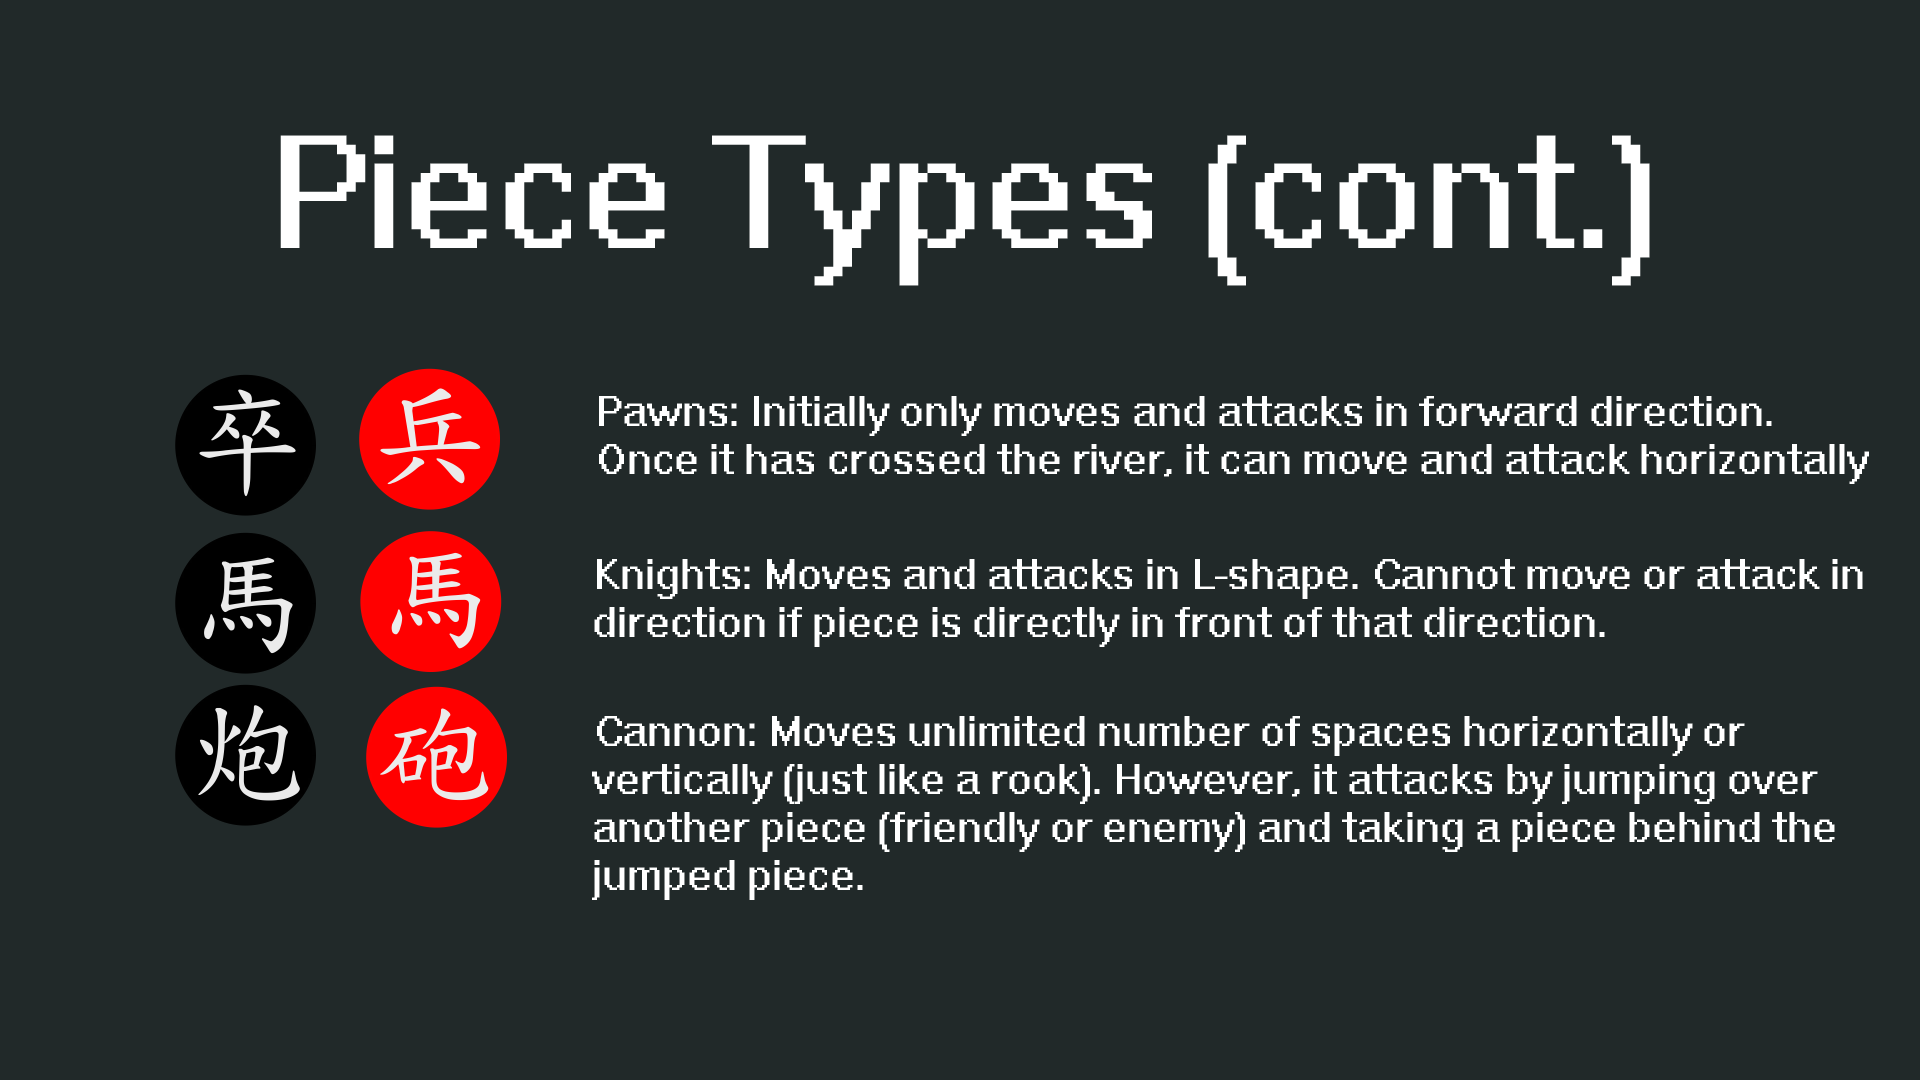 Piece Types (cont.)
卒 兵
Pawns: Initially only moves and attacks in forward direction.
Once it has crossed the river, it can move and attack horizontally
馬 馬
Knights: Moves and attacks in L-shape. Cannot move or attack in
direction if piece is directly in front of that direction.
炮 砲
Cannon: Moves unlimited number of spaces horizontally or
vertically (just like a rook). However, it attacks by jumping over
another piece (friendly or enemy) and taking a piece behind the
jumped piece.